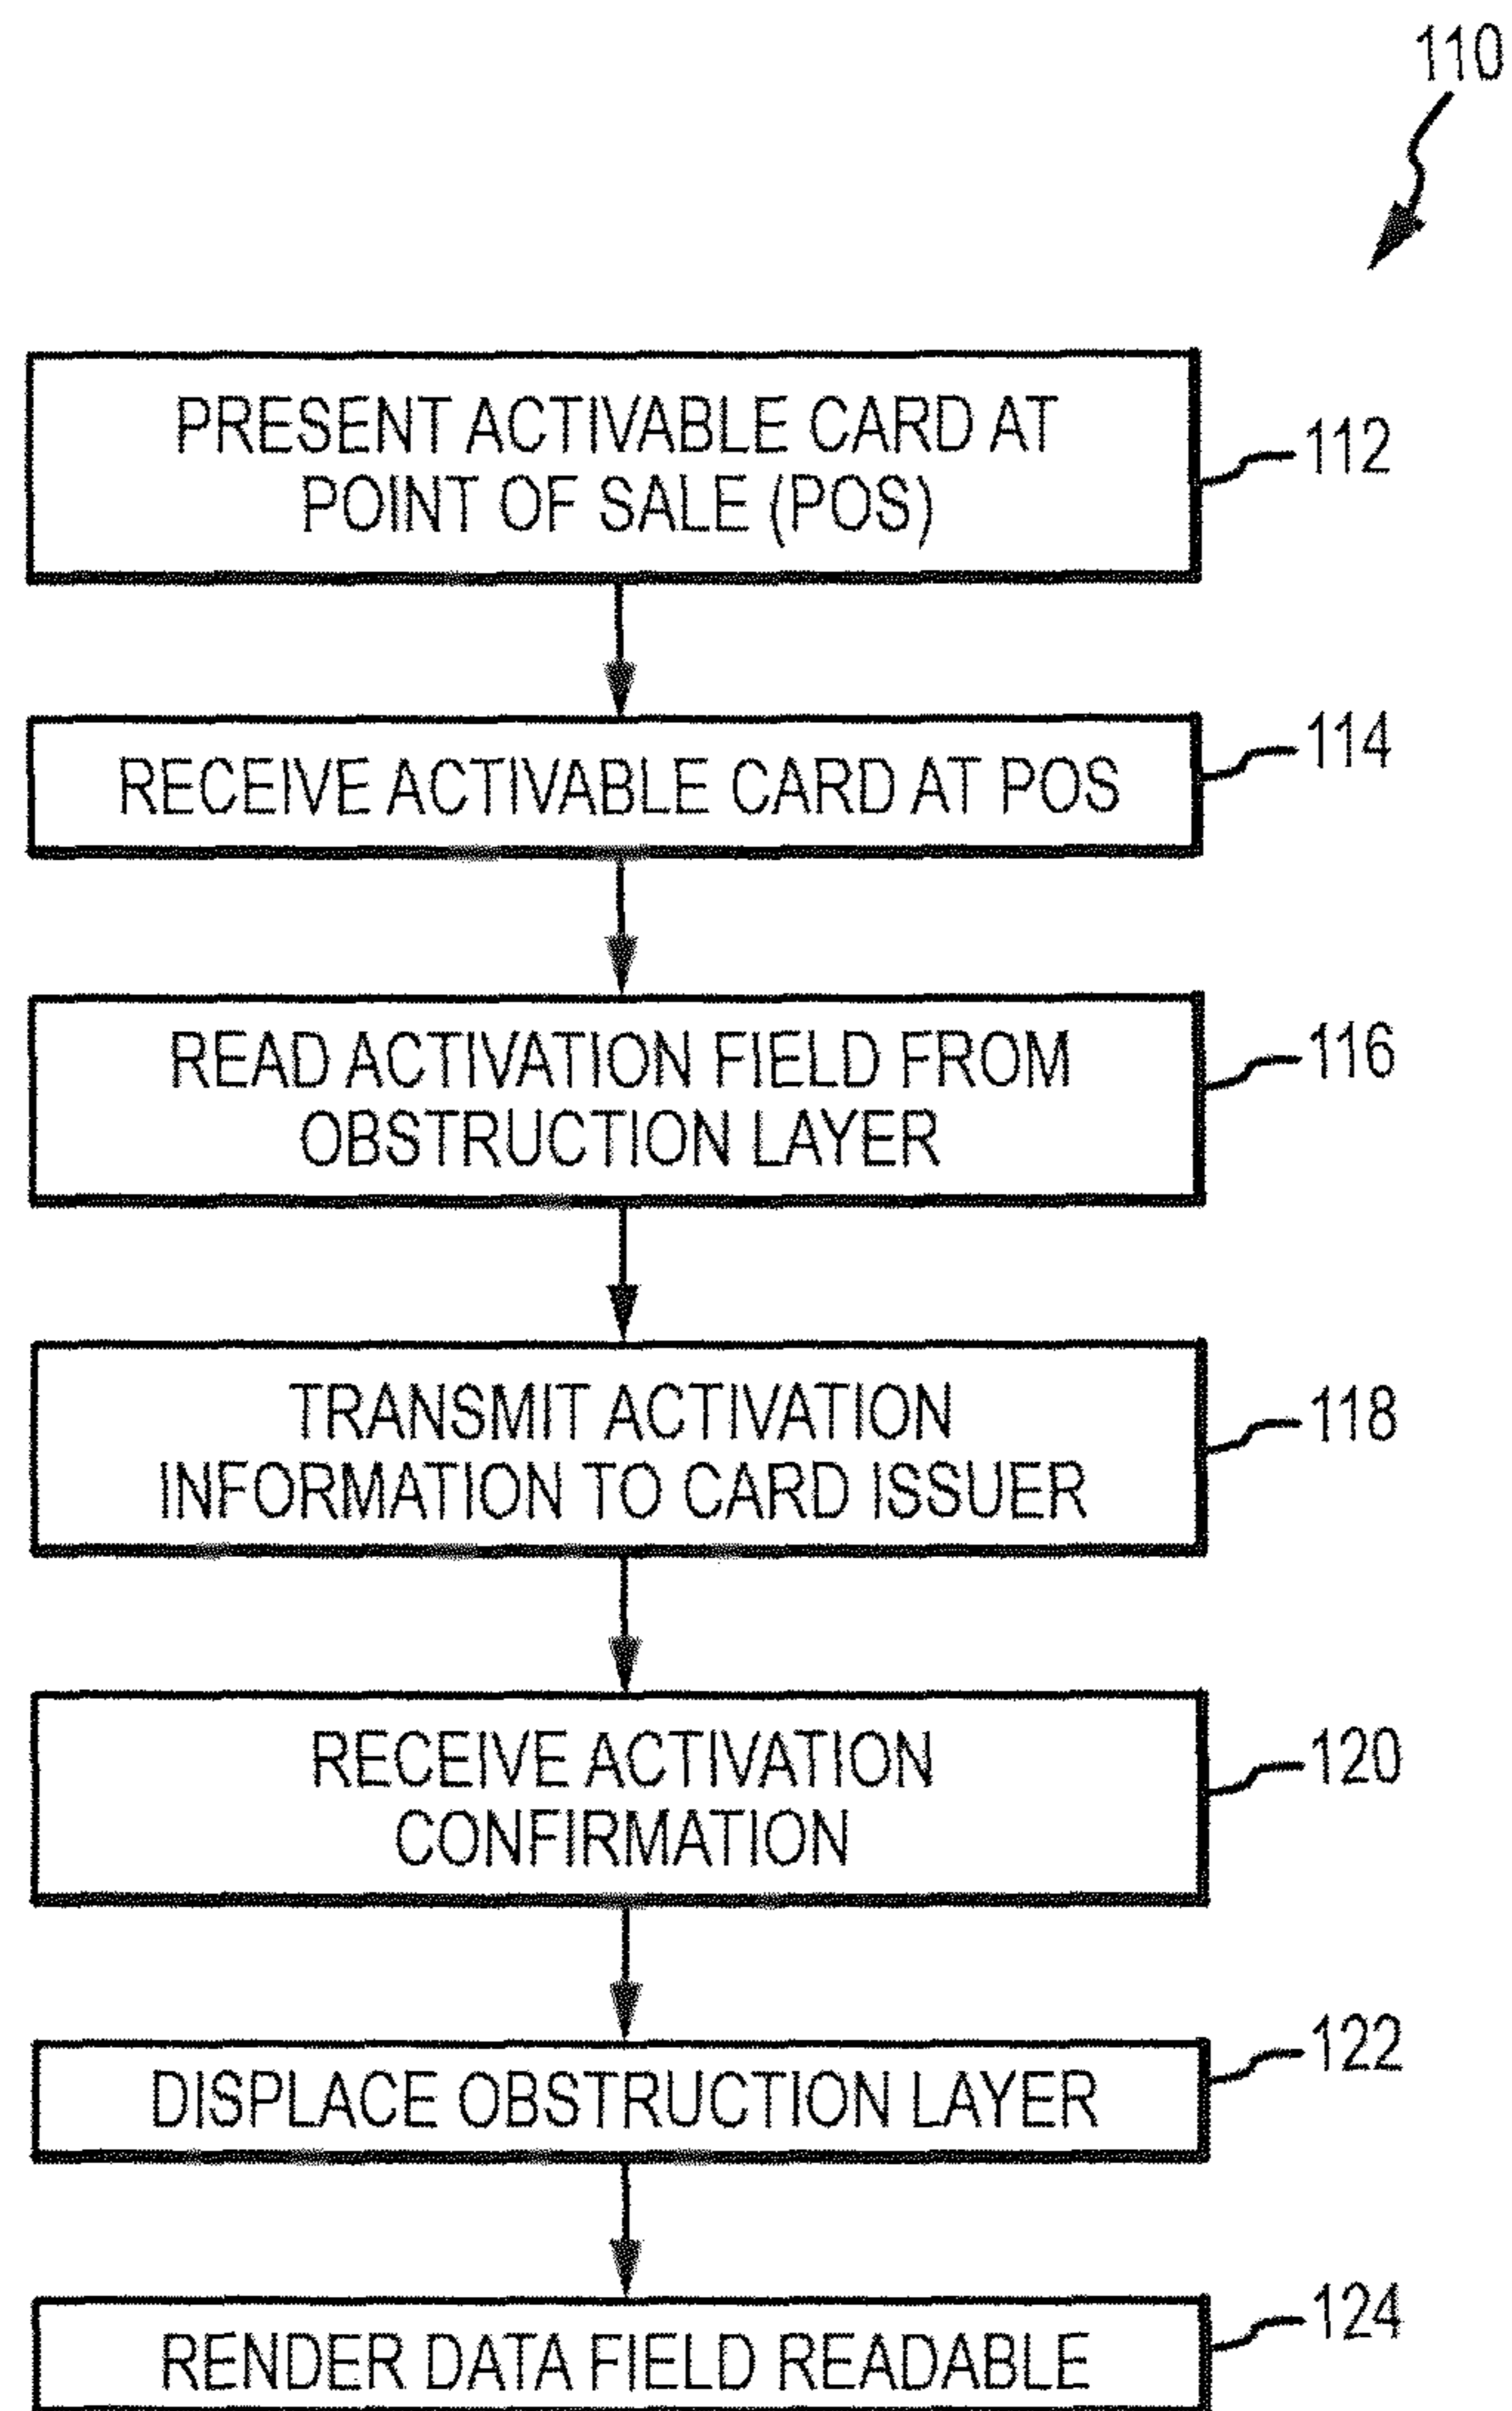 110
PRESENT ACTIVABLE CARD AT
POINT OF SALE (POS)
112
RECEIVE ACTIVABLE CARD AT POS
114
READ ACTIVATION FIELD FROM
OBSTRUCTION LAYER
116
TRANSMIT ACTIVATION
INFORMATION TO CARD ISSUER
118
RECEIVE ACTIVATION
CONFIRMATION
120
DISPLACE OBSTRUCTION LAYER
122
RENDER DATA FIELD READABLE
124